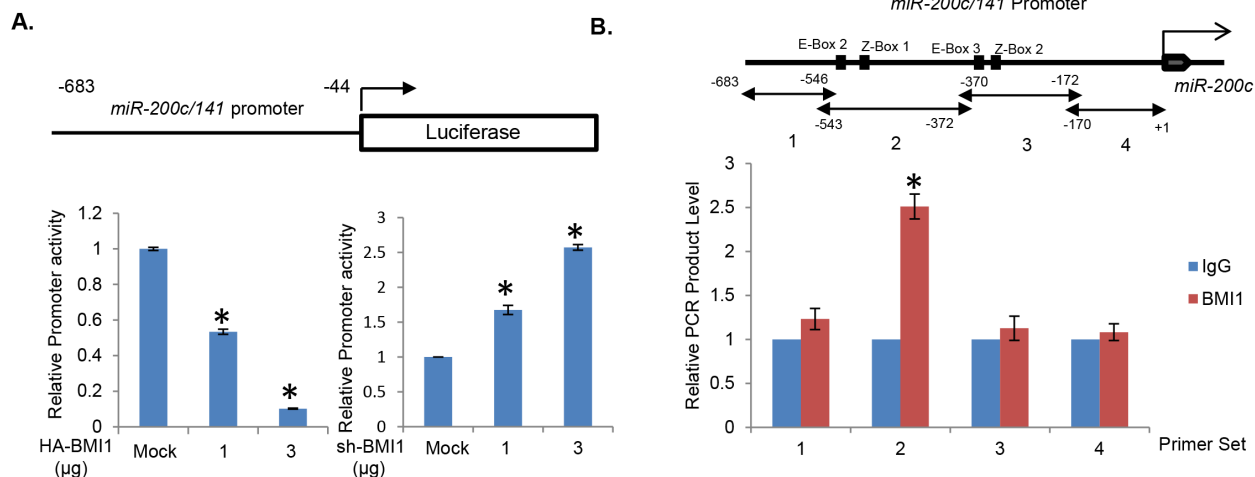 A.
-683
-44
miR-200c/141 promoter
Luciferase
Relative Promoter activity
1.2
1
0.8
0.6
0.4
0.2
0
*
*
HA-BMI1
(µg)
Mock
1
3
Relative Promoter activity
3
2.5
2
1.5
1
0.5
0
*
*
sh-BMI1
(µg)
Mock
1
3
B.
miR-200c/141 Promoter
E-Box 2
Z-Box 1
E-Box 3
Z-Box 2
-683
-546
-370
-172
miR-200c
-543
-372
-170
+1
1
2
3
4
Relative PCR Product Level
3
2.5
2
1.5
1
0.5
0
*
IgG
BMI1
1
2
3
4
Primer Set